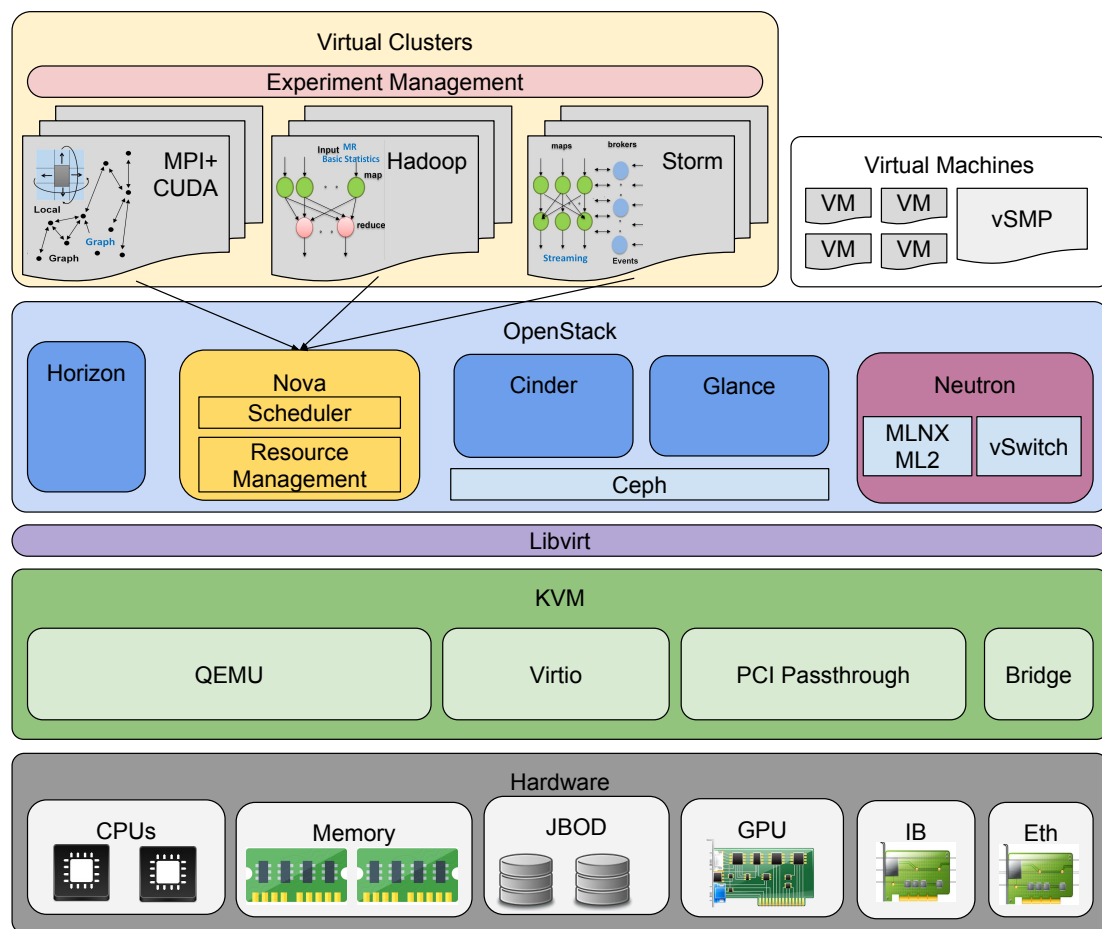 Virtual Clusters
Experiment Management
MPI+
CUDA
Local
Graph
Graph
Input
MR
Basic Statistics
Hadoop
map
reduce
maps
brokers
Storm
Streaming
Events
Virtual Machines
VM
VM
vSMP
VM
VM
OpenStack
Horizon
Nova
Scheduler
Resource
Management
Cinder
Glance
Ceph
Neutron
MLNX
ML2
vSwitch
Libvirt
KVM
QEMU
Virtio
PCI Passthrough
Bridge
Hardware
CPUs
Memory
JBOD
GPU
IB
Eth